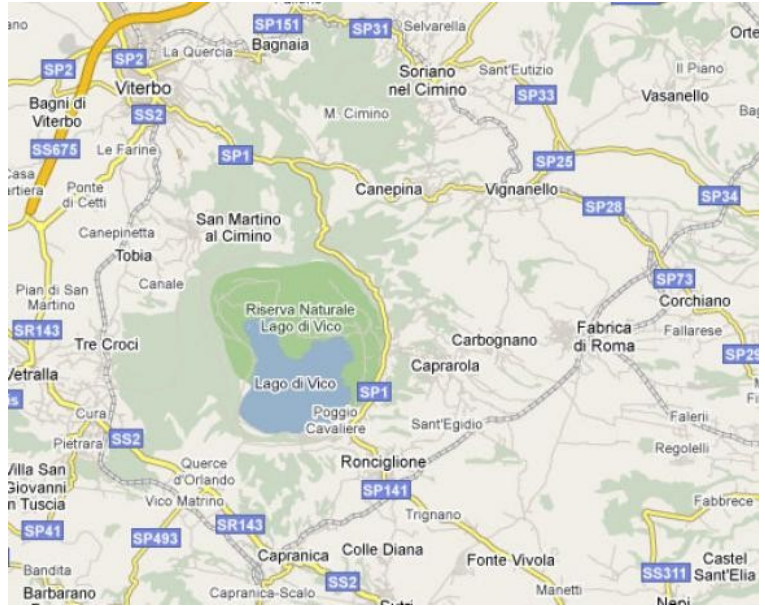 SP151
SP31
Selvarella
La Quercia
Bagnaia
SP2
SP2
Soriano
nel Cimino
Sant'Eutizio
Il Piano
Viterbo
Vasanello
Bagni di
Viterbo
SS2
M. Cimino
SP33
SS675
Le Farine
SP1
SP25
Ponte
di Cetti
Canepina
Vignanello
SP34
SP28
San Martino
al Cimino
Canepinetta
Tobia
Canale
SP73
Pian di San
Martino
Corchiano
Riserva Naturale
Lago di Vico
SR143
Tre Croci
Carbognano
Fabrica
di Roma
Fallarese
Caprarola
Vetralla
Lago di Vico
SP1
Cura
Poggio
Cavaliere
Sant'Egidio
Falerii
Pietrara
SS2
Regolelli
Ronciglione
Villa San
Giovanni
in Tuscia
Querce
d'Orlando
SP141
Vico Matrino
Trignano
Fabbrece
SP41
SR143
SP493
Capranica
Colle Diana
Fonte Vivola
Castel
Sant'Elia
Bandita
SS2
SS311
Barbarano
Capranica-Scalo
Manetti